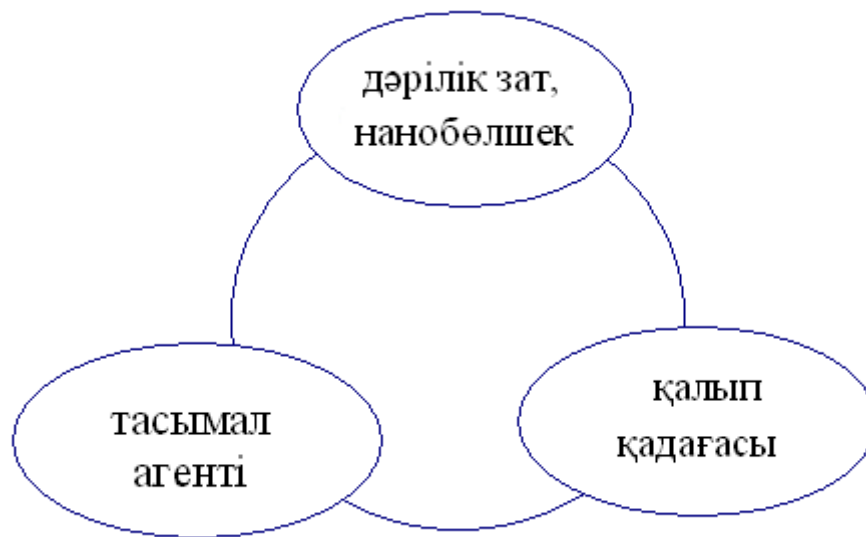 дәрілік зат,
нанобөлшек
тасымал
агенті
қалып
қадағасы